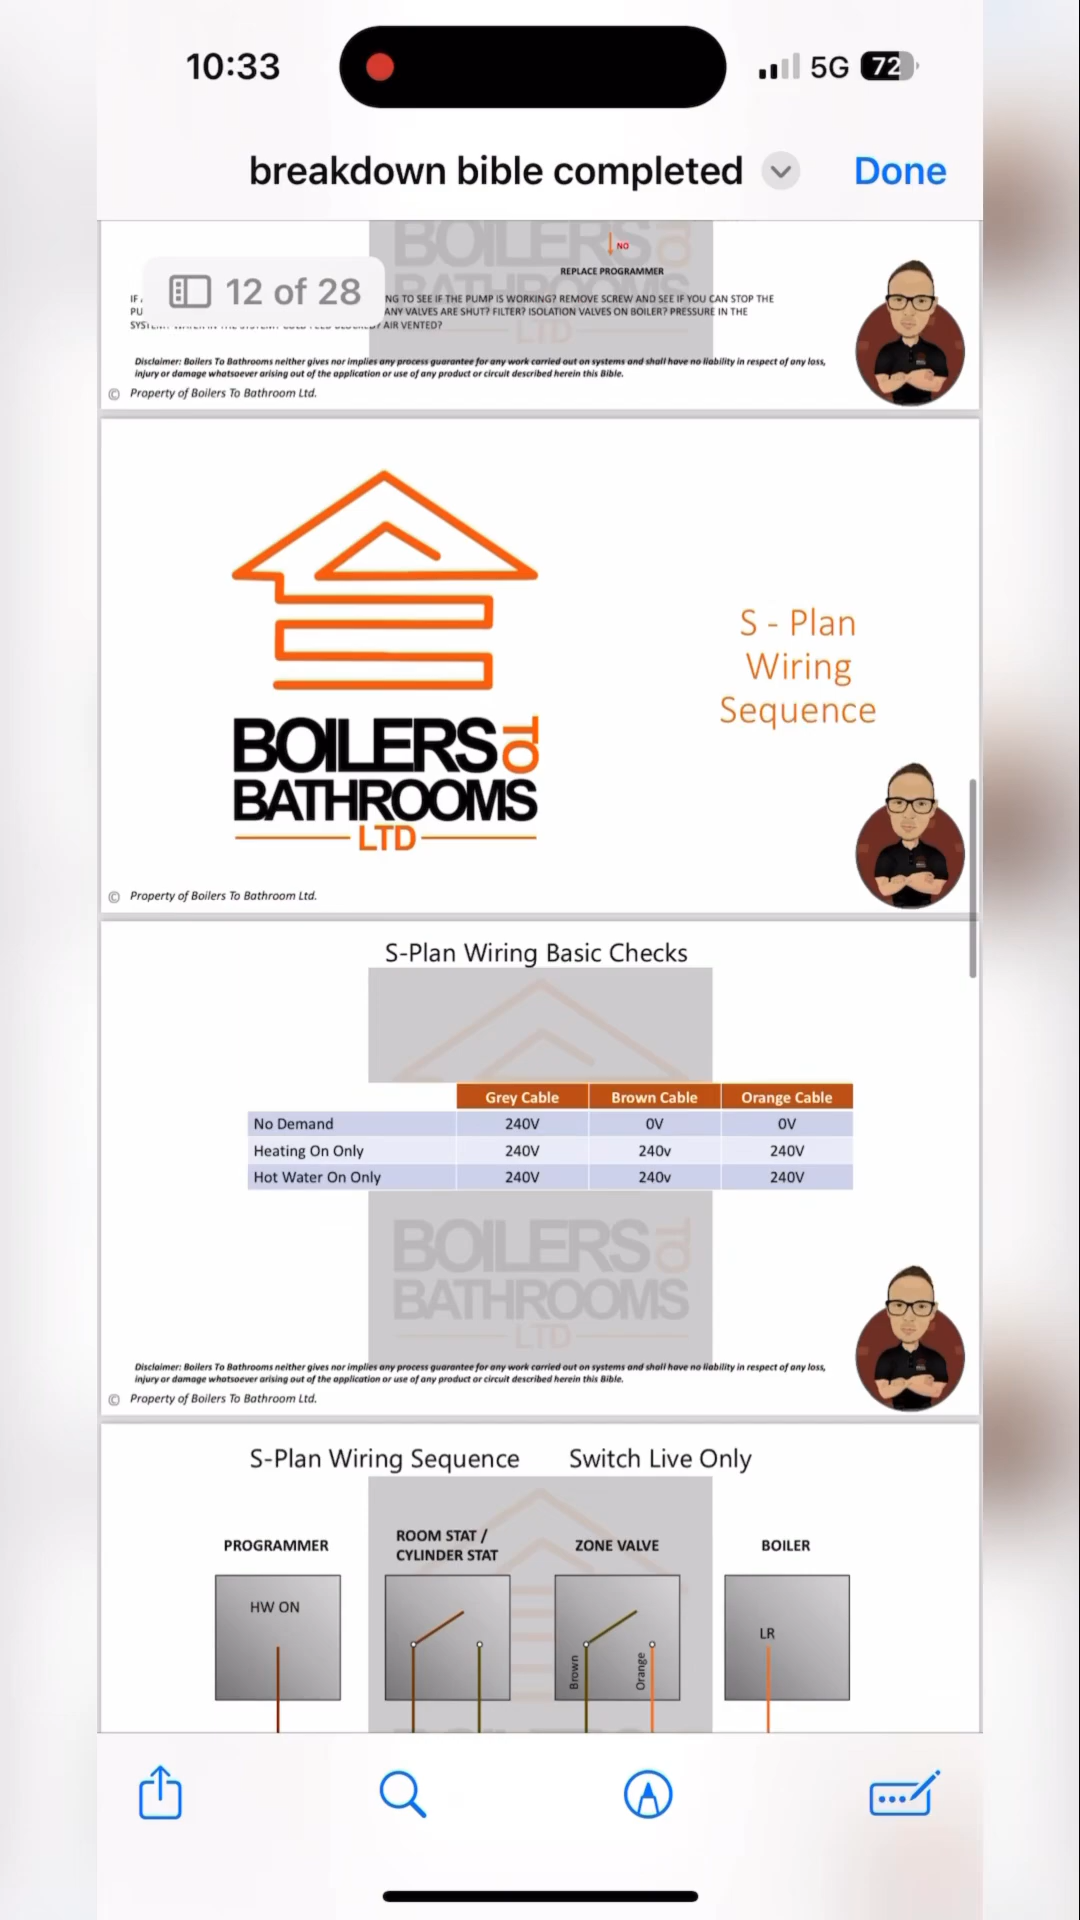 10:33
5G
72
breakdown bible completed
Done
BOILERS TO
BATHROOMS
LTD
NO
REPLACE PROGRAMMER
12 of 28
IF
NG TO SEE IF THE PUMP IS WORKING? REMOVE SCREW AND SEE IF YOU CAN STOP THE
PU
ANY VALVES ARE SHUT? FILTER? ISOLATION VALVES ON BOILER? PRESSURE IN THE
AIR VENTED?
Disclaimer: Boilers To Bathrooms neither gives nor implies any process guarantee for any work carried out on systems and shall have no liability in respect of any loss,
injury or damage whatsoever arising out of the application or use of any product or circuit described herein this Bible.
© Property of Boilers To Bathroom Ltd.
S - Plan
Wiring
Sequence
BOILERS TO
BATHROOMS
LTD
© Property of Boilers To Bathroom Ltd.
S-Plan Wiring Basic Checks
Grey Cable Brown Cable Orange Cable
No Demand 240V 0V 0V
Heating On Only 240V 240v 240V
Hot Water On Only 240V 240v 240V
BOILERS TO
BATHROOMS
LTD
Disclaimer: Boilers To Bathrooms neither gives nor implies any process guarantee for any work carried out on systems and shall have no liability in respect of any loss,
injury or damage whatsoever arising out of the application or use of any product or circuit described herein this Bible.
© Property of Boilers To Bathroom Ltd.
S-Plan Wiring Sequence Switch Live Only
PROGRAMMER
ROOM STAT /
CYLINDER STAT
ZONE VALVE
BOILER
HW ON
Brown
Orange
LR